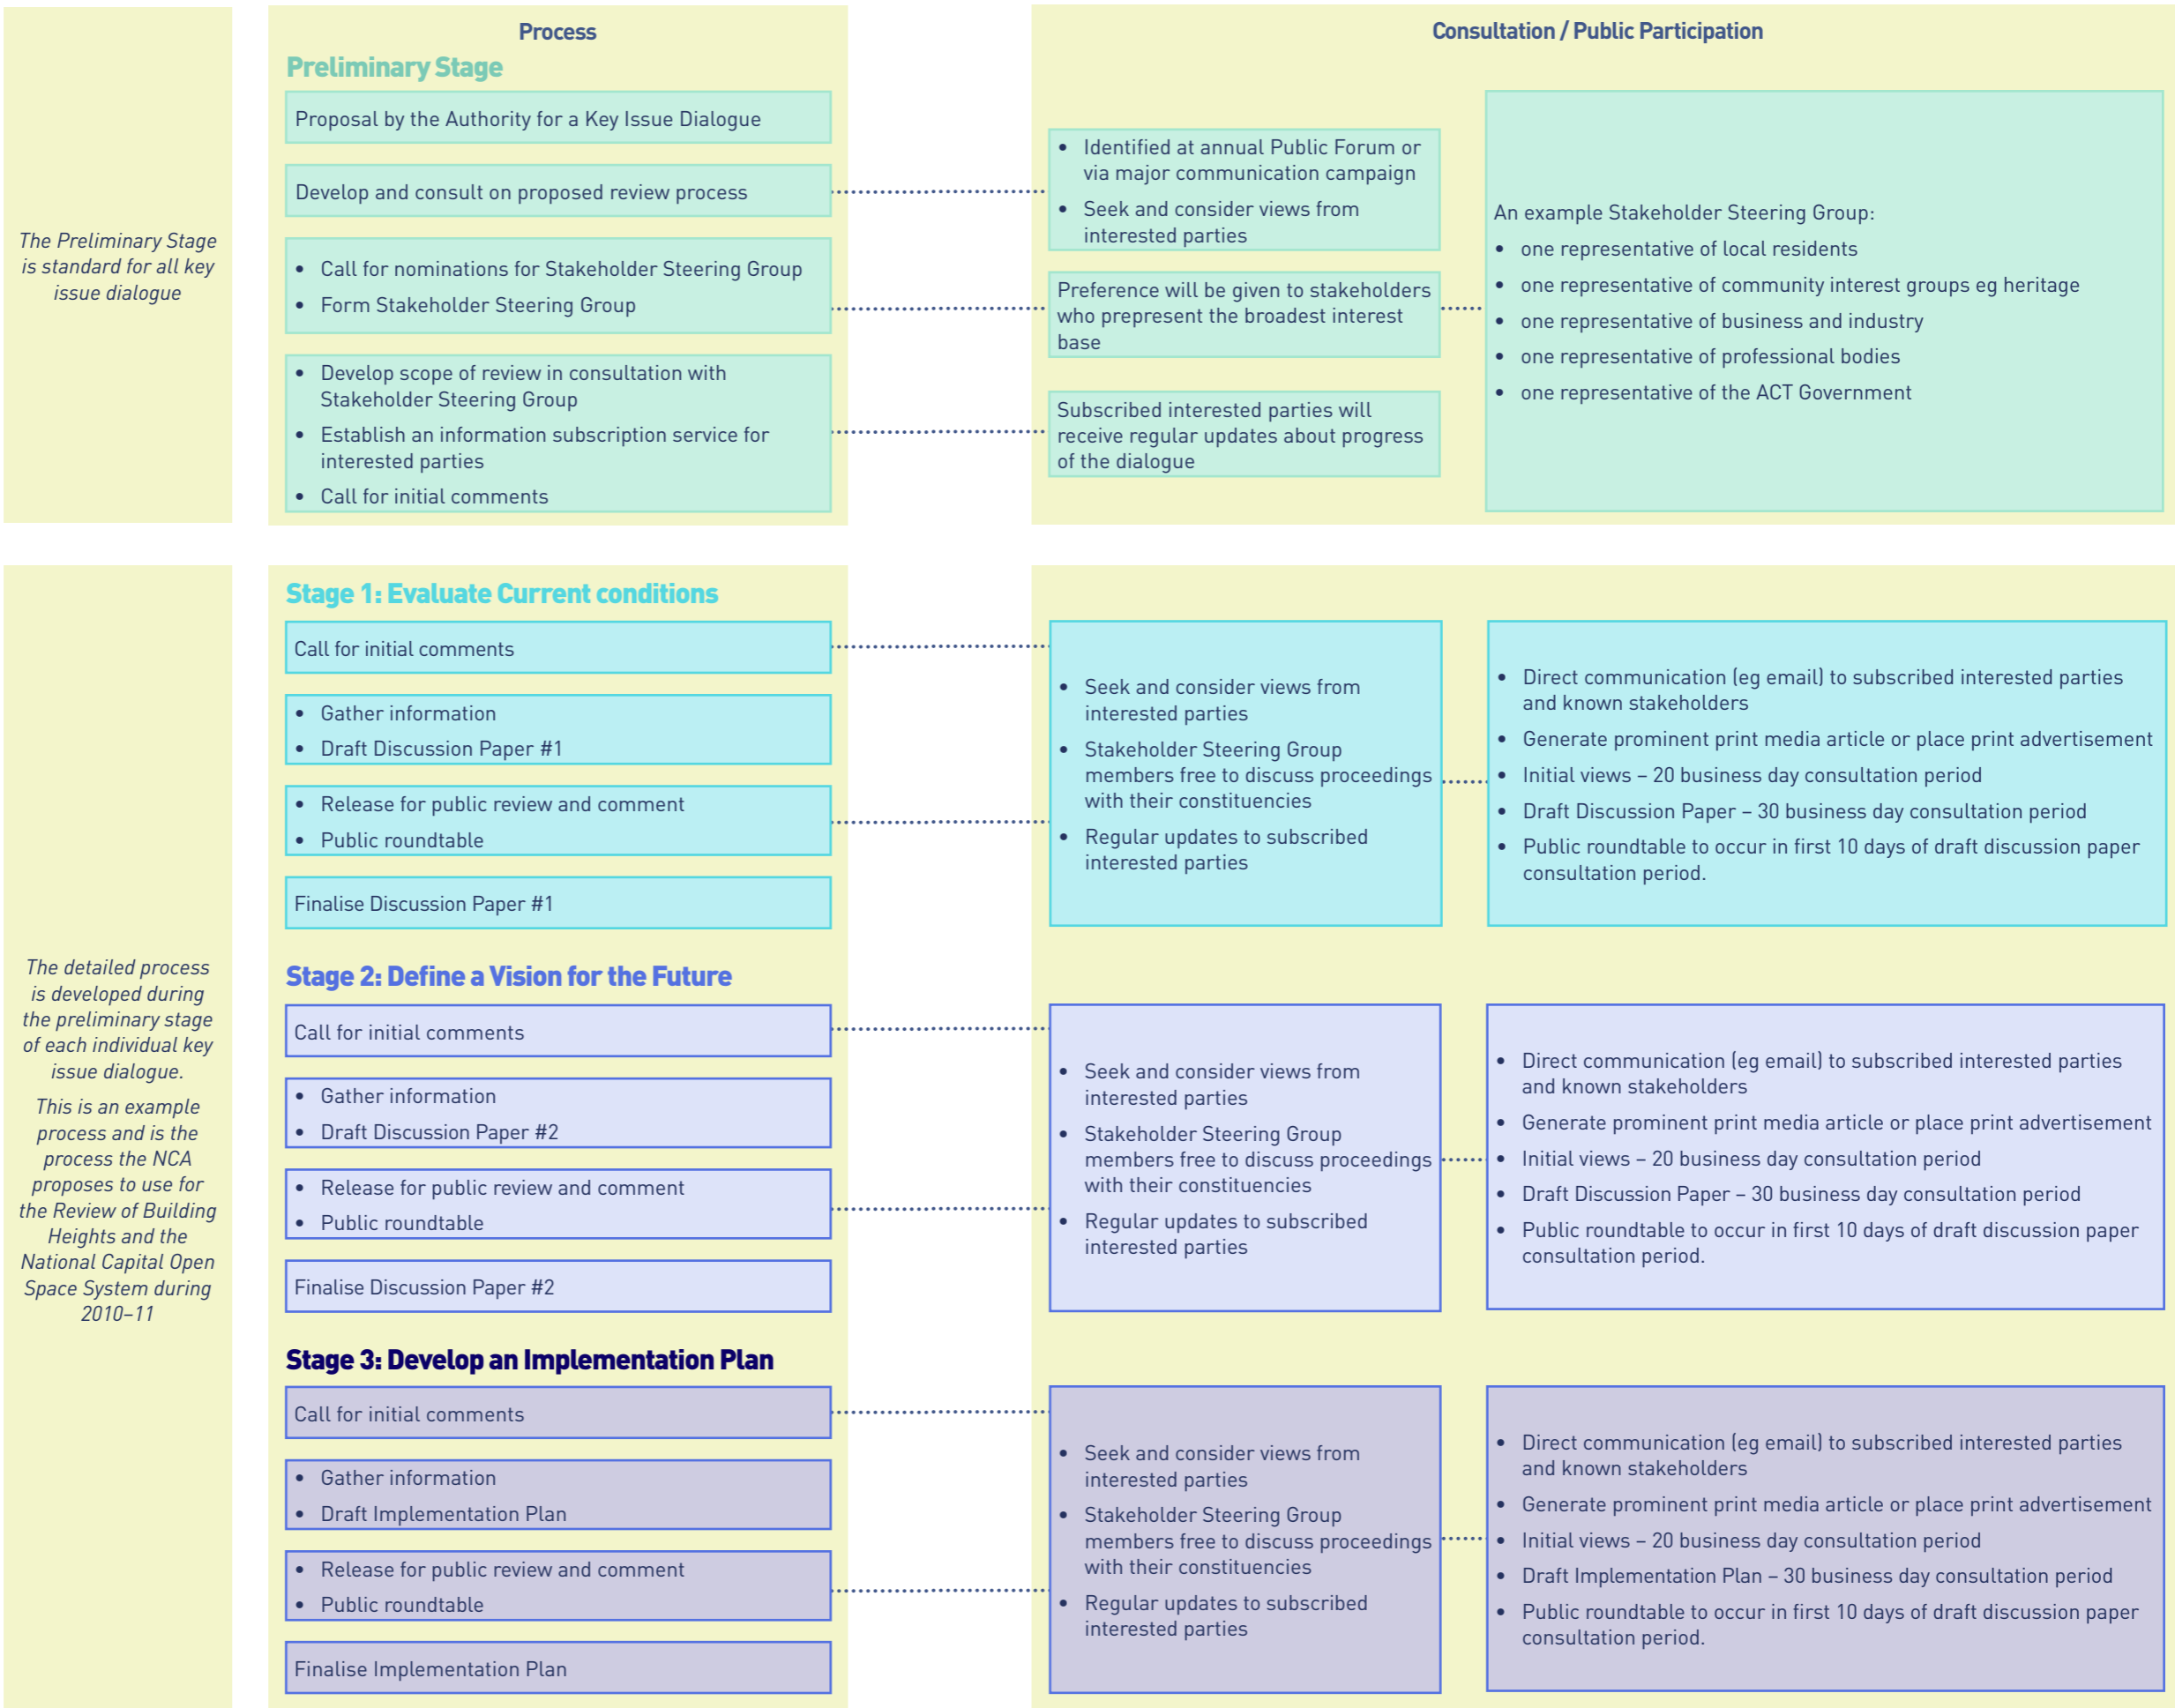 Process
Consultation / Public Participation
The Preliminary Stage
is standard for all key
issue dialogue
Preliminary Stage
Proposal by the Authority for a Key Issue Dialogue
Develop and consult on proposed review process
• Call for nominations for Stakeholder Steering Group
• Form Stakeholder Steering Group
• Develop scope of review in consultation with
Stakeholder Steering Group
• Establish an information subscription service for
interested parties
• Call for initial comments
• Identified at annual Public Forum or
via major communication campaign
• Seek and consider views from
interested parties
Preference will be given to stakeholders
who prepresent the broadest interest
base
Subscribed interested parties will
receive regular updates about progress
of the dialogue
An example Stakeholder Steering Group:
• one representative of local residents
• one representative of community interest groups eg heritage
• one representative of business and industry
• one representative of professional bodies
• one representative of the ACT Government
The detailed process
is developed during
the preliminary stage
of each individual key
issue dialogue.
This is an example
process and is the
process the NCA
proposes to use for
the Review of Building
Heights and the
National Capital Open
Space System during
2010–11
Stage 1: Evaluate Current conditions
Call for initial comments
• Gather information
• Draft Discussion Paper #1
• Release for public review and comment
• Public roundtable
Finalise Discussion Paper #1
• Seek and consider views from
interested parties
• Stakeholder Steering Group
members free to discuss proceedings
with their constituencies
• Regular updates to subscribed
interested parties
• Direct communication (eg email) to subscribed interested parties
and known stakeholders
• Generate prominent print media article or place print advertisement
• Initial views – 20 business day consultation period
• Draft Discussion Paper – 30 business day consultation period
• Public roundtable to occur in first 10 days of draft discussion paper
consultation period.
Stage 2: Define a Vision for the Future
Call for initial comments
• Gather information
• Draft Discussion Paper #2
• Release for public review and comment
• Public roundtable
Finalise Discussion Paper #2
• Seek and consider views from
interested parties
• Stakeholder Steering Group
members free to discuss proceedings
with their constituencies
• Regular updates to subscribed
interested parties
• Direct communication (eg email) to subscribed interested parties
and known stakeholders
• Generate prominent print media article or place print advertisement
• Initial views – 20 business day consultation period
• Draft Discussion Paper – 30 business day consultation period
• Public roundtable to occur in first 10 days of draft discussion paper
consultation period.
Stage 3: Develop an Implementation Plan
Call for initial comments
• Gather information
• Draft Implementation Plan
• Release for public review and comment
• Public roundtable
Finalise Implementation Plan
• Seek and consider views from
interested parties
• Stakeholder Steering Group
members free to discuss proceedings
with their constituencies
• Regular updates to subscribed
interested parties
• Direct communication (eg email) to subscribed interested parties
and known stakeholders
• Generate prominent print media article or place print advertisement
• Initial views – 20 business day consultation period
• Draft Implementation Plan – 30 business day consultation period
• Public roundtable to occur in first 10 days of draft discussion paper
consultation period.